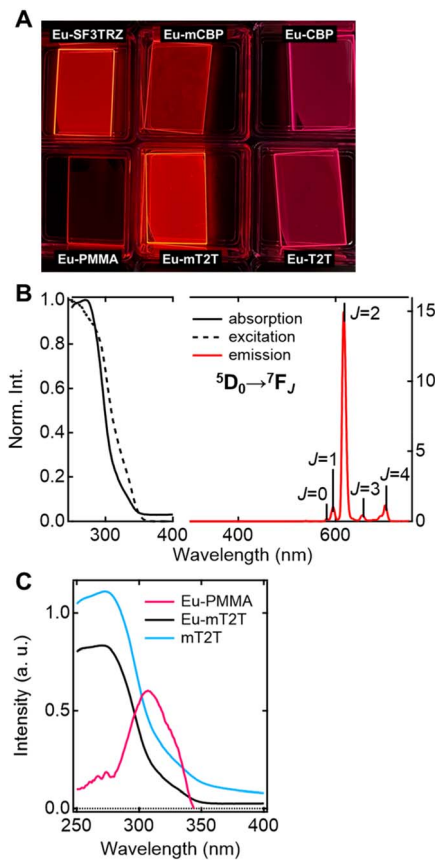 A
Eu-SF3TRZ Eu-mCBP Eu-CBP
Eu-PMMA Eu-mT2T Eu-T2T
B
Norm. Int.
1.0
0.8
0.6
0.4
0.2
0.0
300
400
400
600
absorption
excitation
emission
⁵D₀→⁷F_J
J=0
J=1
J=2
J=3
J=4
15
10
5
0
Wavelength (nm)
C
Intensity (a. u.)
1.0
0.5
0.0
Eu-PMMA
Eu-mT2T
mT2T
250 300 350 400
Wavelength (nm)